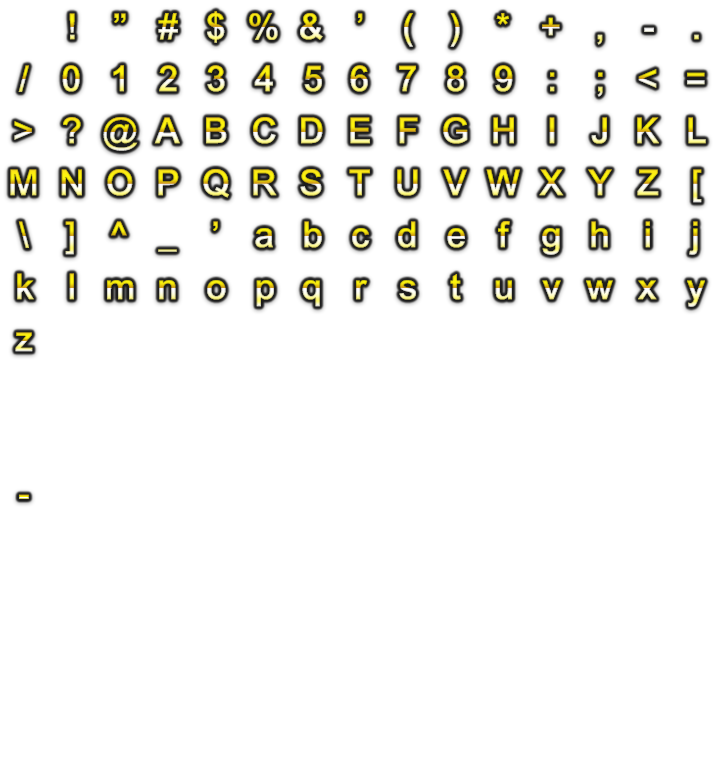 ! ” # $ % & ’ ( ) * + , - .
/ 0 1 2 3 4 5 6 7 8 9 : ; < =
> ? @ A B C D E F G H I J K L
M N O P Q R S T U V W X Y Z [
\ ] ^ _ ’ a b c d e f g h i j
k l m n o p q r s t u v w x y
z
-